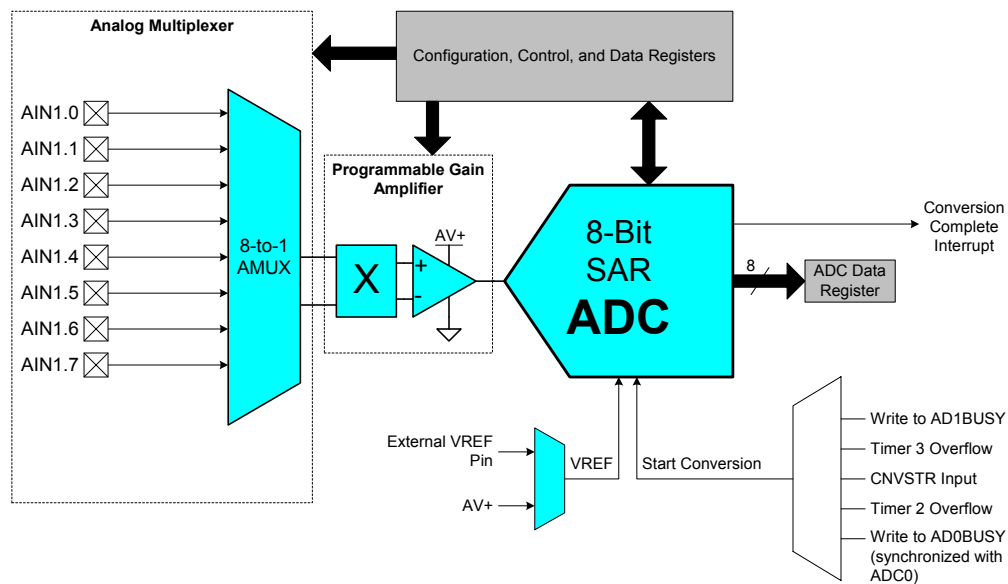 Analog Multiplexer
Configuration, Control, and Data Registers
AIN1.0
AIN1.1
AIN1.2
AIN1.3
AIN1.4
AIN1.5
AIN1.6
AIN1.7
8-to-1
AMUX
Programmable Gain
Amplifier
X
AV+
+
-
8-Bit
SAR
ADC
Conversion
Complete
Interrupt
8
ADC Data
Register
External VREF
Pin
AV+
VREF
Start Conversion
Write to AD1BUSY
Timer 3 Overflow
CNVSTR Input
Timer 2 Overflow
Write to AD0BUSY
(synchronized with
ADC0)